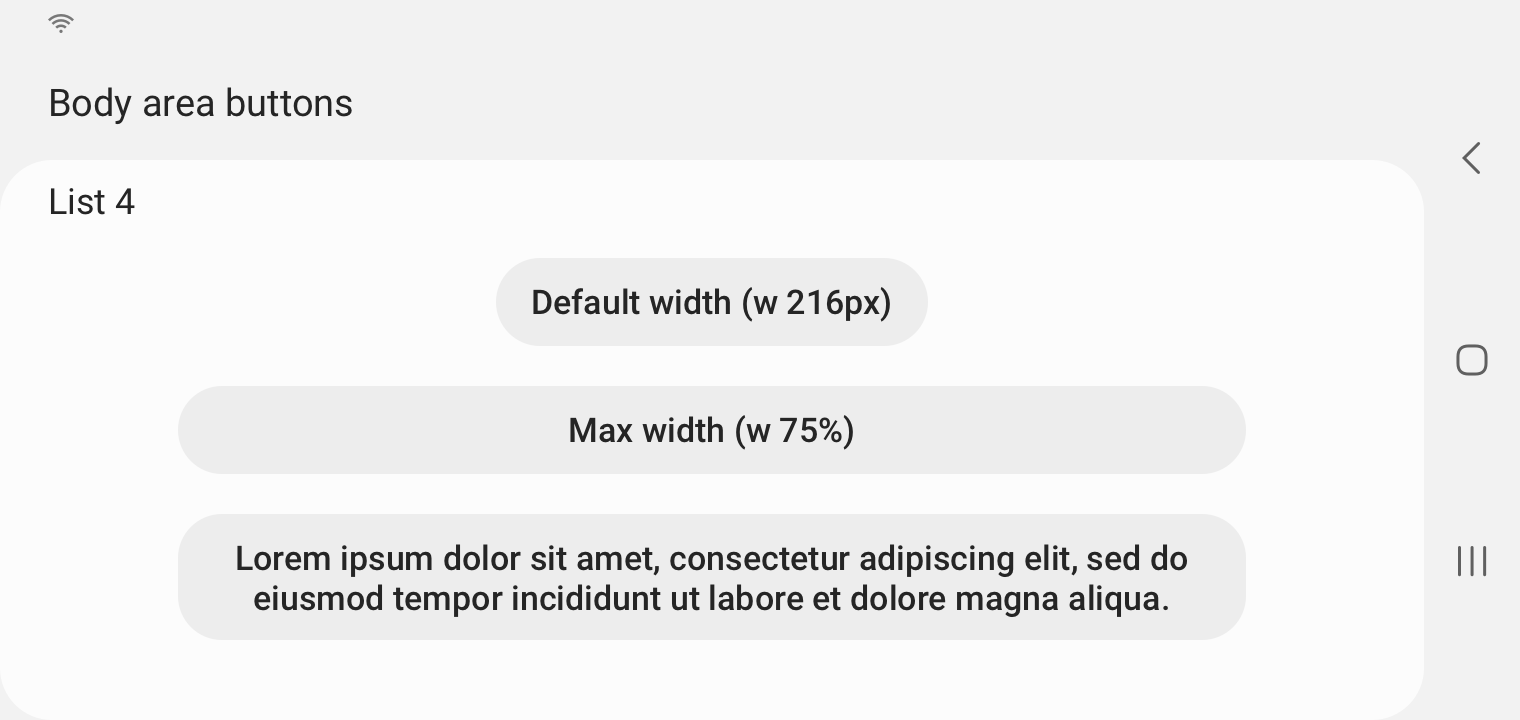 Body area buttons
List 4
Default width (w 216px)
Max width (w 75%)
Lorem ipsum dolor sit amet, consectetur adipiscing elit, sed do
eiusmod tempor incididunt ut labore et dolore magna aliqua.